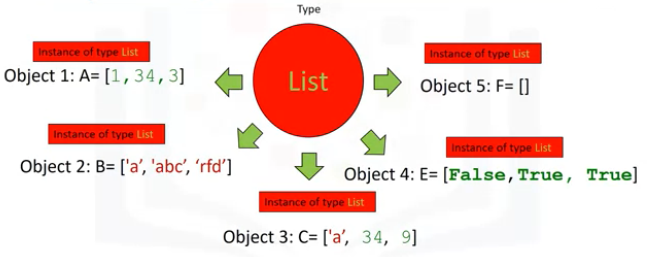 Type
Instance of type List
Object 1: A= [1,34,3]
List
Instance of type List
Object 5: F= []
Instance of type List
Object 2: B= ['a', 'abc', 'rfd']
Instance of type List
Object 4: E= [False,True, True]
Instance of type List
Object 3: C= ['a', 34, 9]